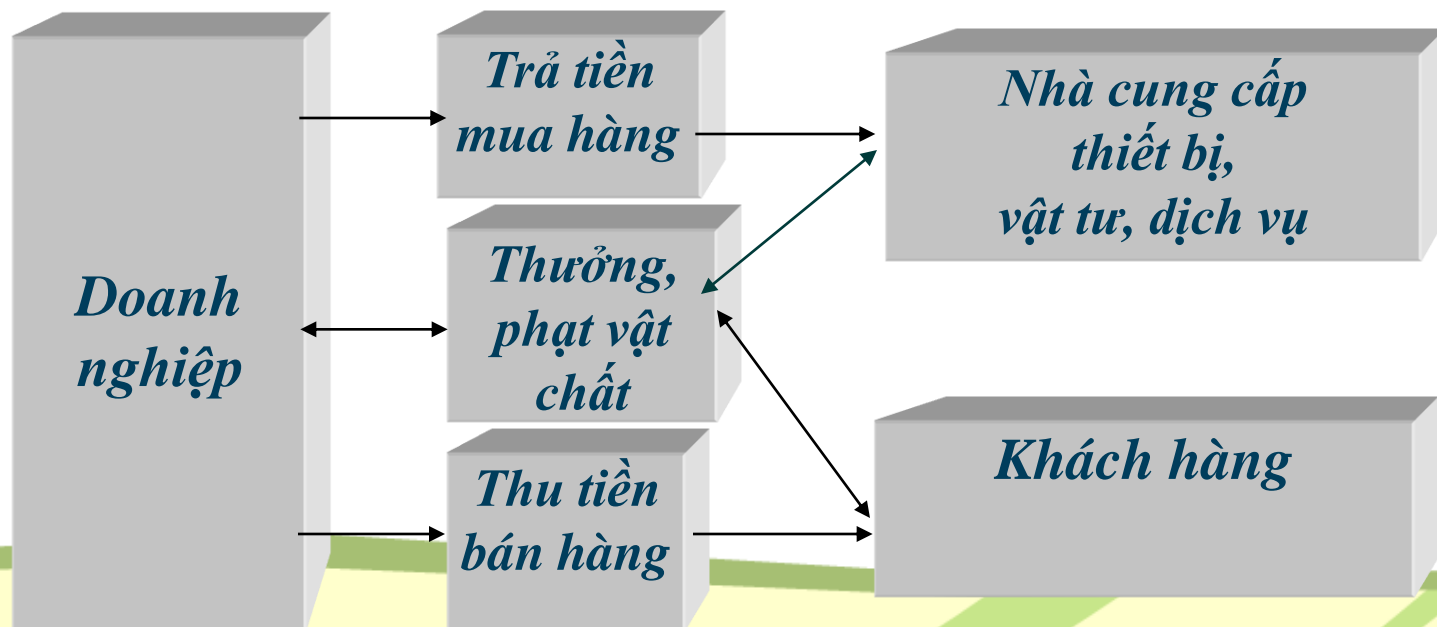 Doanh
nghiệp
Trả tiền
mua hàng
Thưởng,
phạt vật
chất
Thu tiền
bán hàng
Nhà cung cấp
thiết bị,
vật tư, dịch vụ
Khách hàng